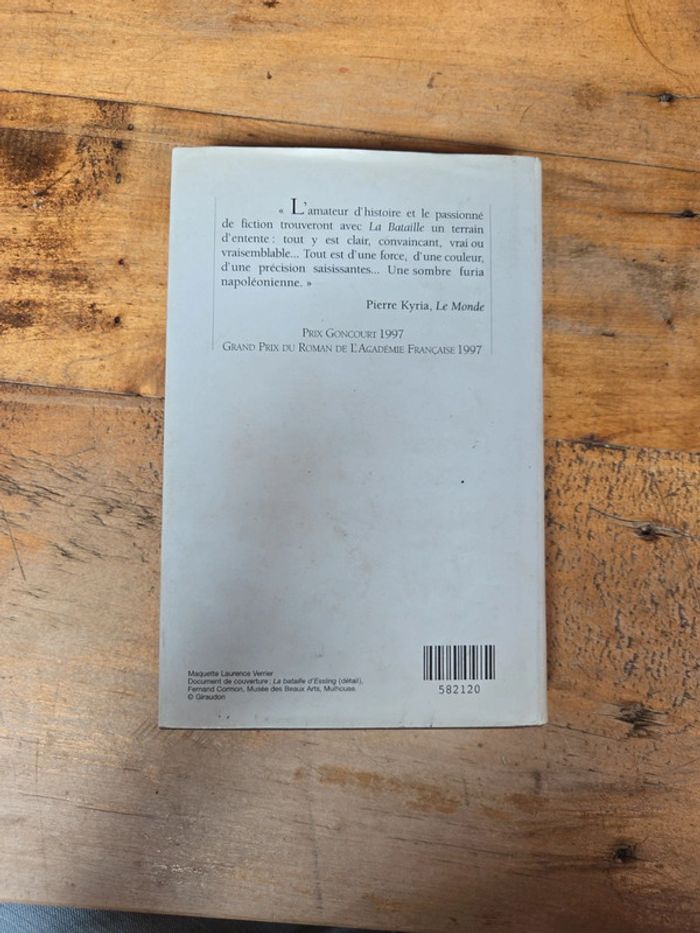 « L'amateur d'histoire et le passionné
de fiction trouveront avec La Bataille un terrain
d'entente : tout y est clair, convaincant, vrai ou
vraisemblable... Tout est d'une force, d'une couleur,
d'une précision saisissantes... Une sombre furia
napoléonienne. »
Pierre Kyria, Le Monde
PRIX GONCOURT 1997
GRAND PRIX DU ROMAN DE L'ACADÉMIE FRANÇAISE 1997
Maquette Laurence Verrier
Document de couverture : La bataille d'Essling (détail),
Fernand Cormon, Musée des Beaux Arts, Mulhouse.
© Giraudon
582120